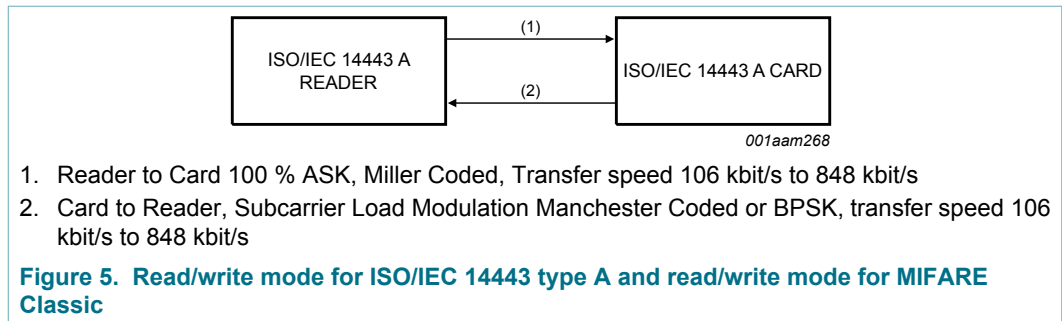 (1)
ISO/IEC 14443 A
READER
ISO/IEC 14443 A CARD
(2)
001aam268
1. Reader to Card 100 % ASK, Miller Coded, Transfer speed 106 kbit/s to 848 kbit/s
2. Card to Reader, Subcarrier Load Modulation Manchester Coded or BPSK, transfer speed 106
kbit/s to 848 kbit/s
Figure 5. Read/write mode for ISO/IEC 14443 type A and read/write mode for MIFARE
Classic